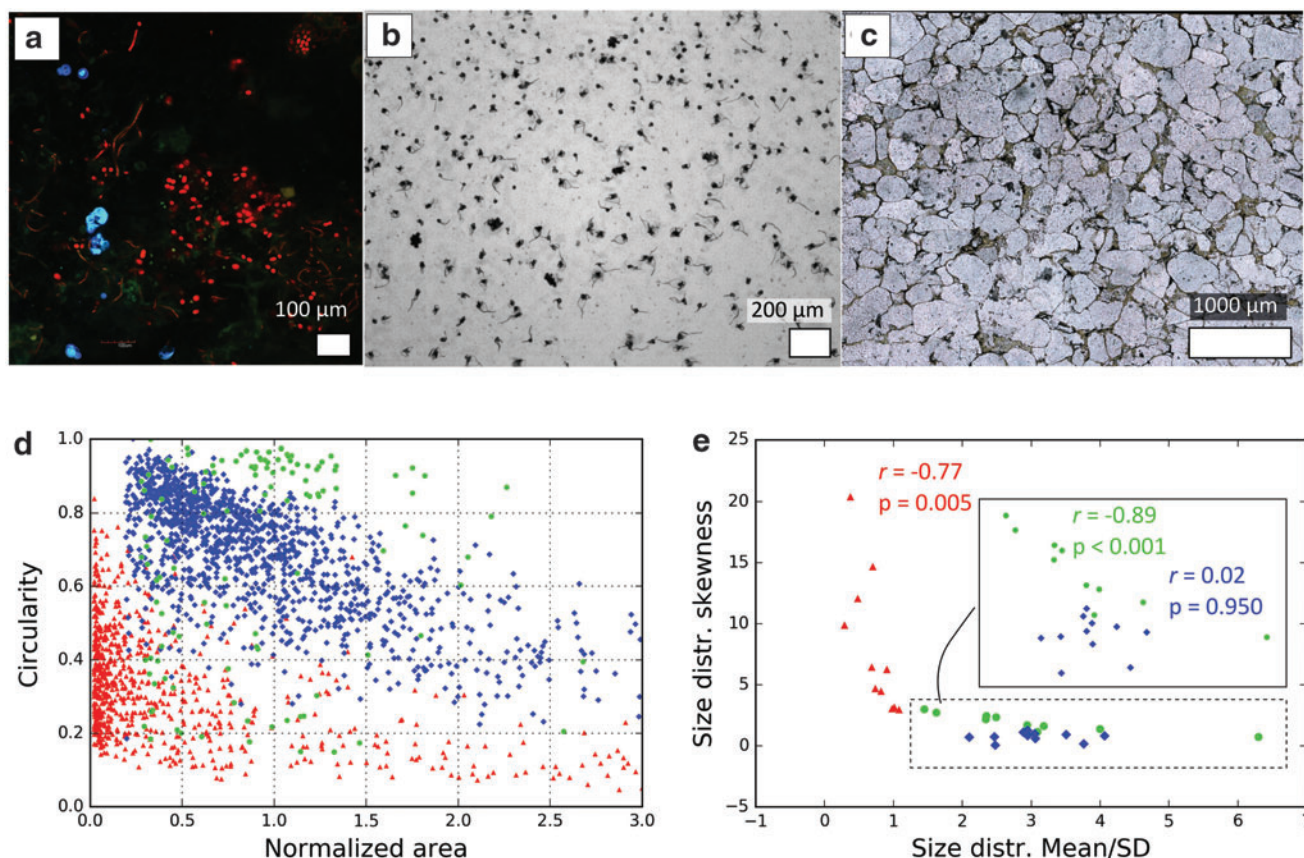 a
100 µm
b
200 µm
c
1000 µm
d
1.0
0.8
0.6
0.4
0.2
0.0
Circularity
0.0 0.5 1.0 1.5 2.0 2.5 3.0
Normalized area
e
25
20
15
10
5
0
−5
Size distr. skewness
r = -0.77
p = 0.005
r = -0.89
p < 0.001
r = 0.02
p = 0.950
−1 0 1 2 3 4 5 6 7
Size distr. Mean/SD